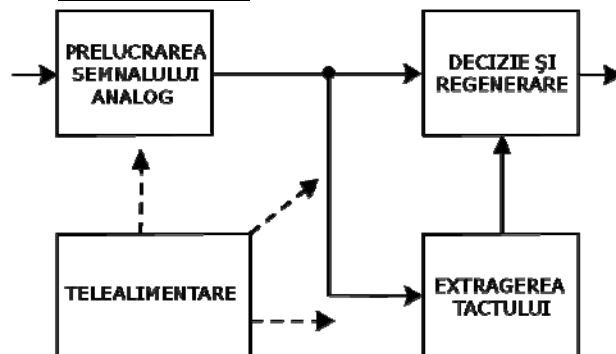 PRELUCRAREA
SEMNALULUI
ANALOG
DECIZIE ŞI
REGENERARE
TELEALIMENTARE
EXTRAGEREA
TACTULUI